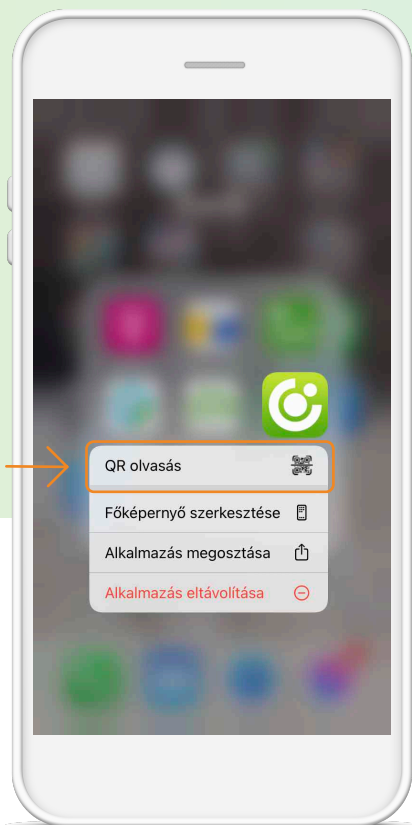 QR olvasás
Főképernyő szerkesztése
Alkalmazás megosztása
Alkalmazás eltávolítása